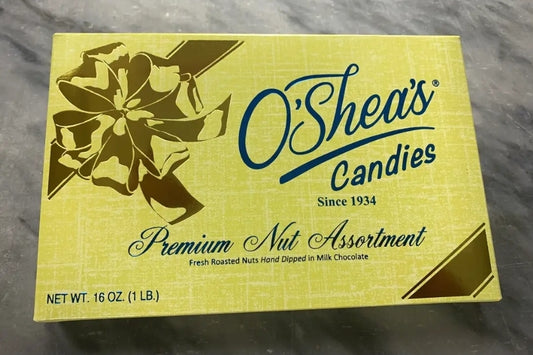 O'Shea's®
Candies
Since 1934
Premium Nut Assortment
Fresh Roasted Nuts Hand Dipped in Milk Chocolate
NET WT. 16 OZ. (1 LB.)